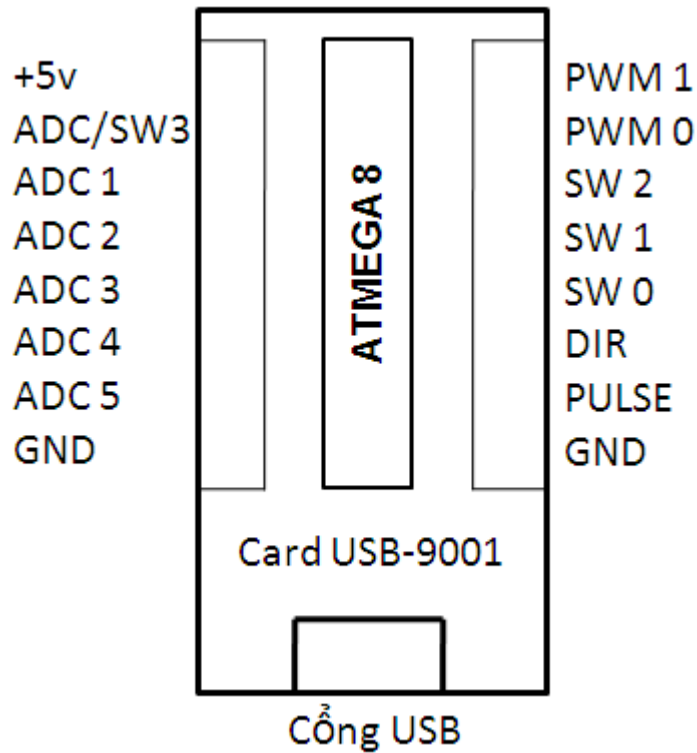 +5v
ADC/SW3
ADC 1
ADC 2
ADC 3
ADC 4
ADC 5
GND
ATMEGA 8
PWM 1
PWM 0
SW 2
SW 1
SW 0
DIR
PULSE
GND
Card USB-9001
Cổng USB